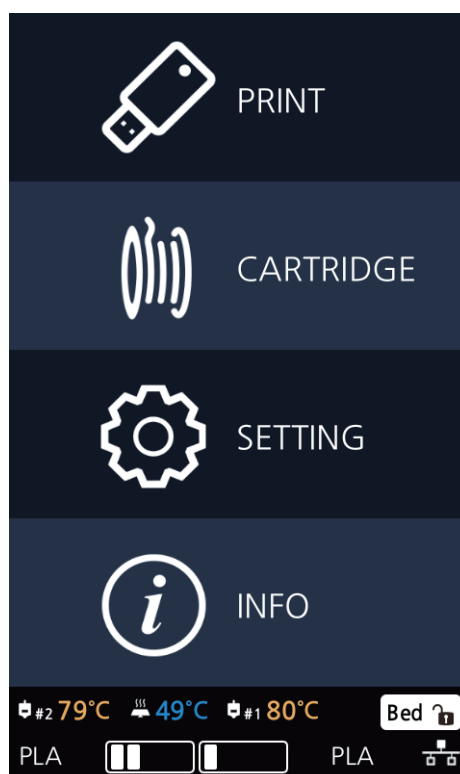 PRINT
CARTRIDGE
SETTING
INFO
#2 79°C 49°C #1 80°C Bed
PLA PLA